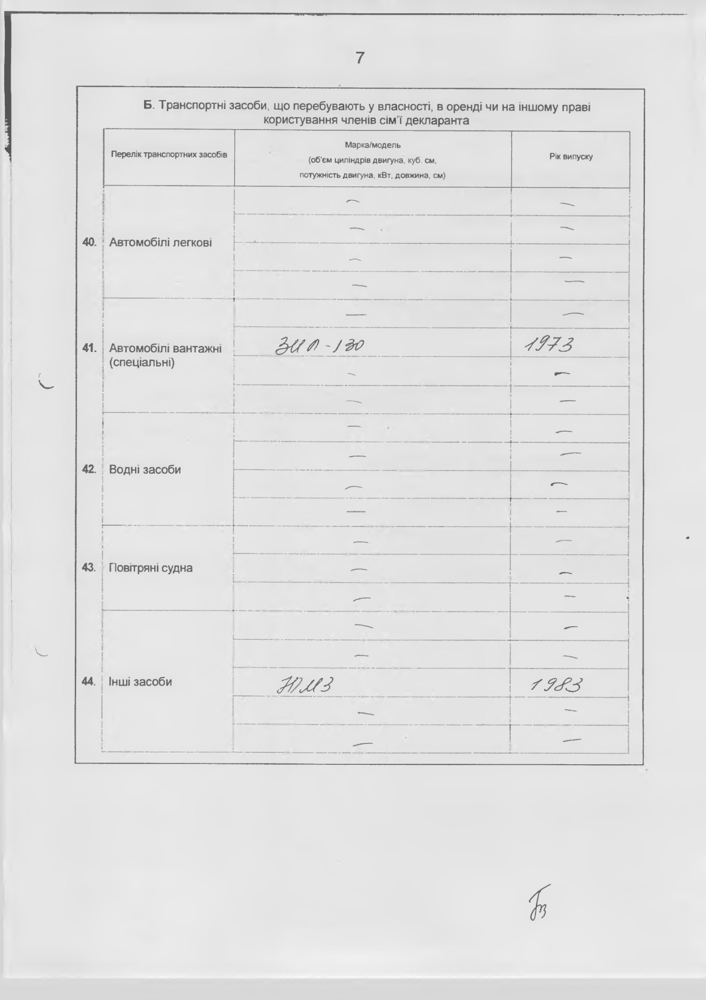 7
Б. Транспортні засоби, що перебувають у власності, в оренді чи на іншому праві
користування членів сім'ї декларанта
Перелік транспортних засобів
Марка/модель
(об'єм циліндрів двигуна, куб. см,
потужність двигуна, кВт, довжина, см)
Рік випуску
— —
— —
40. Автомобілі легкові
— —
— —
— —
41. Автомобілі вантажні ЗИЛ-130 1973
(спеціальні)
— —
— —
— —
— —
42. Водні засоби
— —
— —
— —
43. Повітряні судна — —
— —
— —
— —
44. Інші засоби ЮМЗ 1983
— —
— —